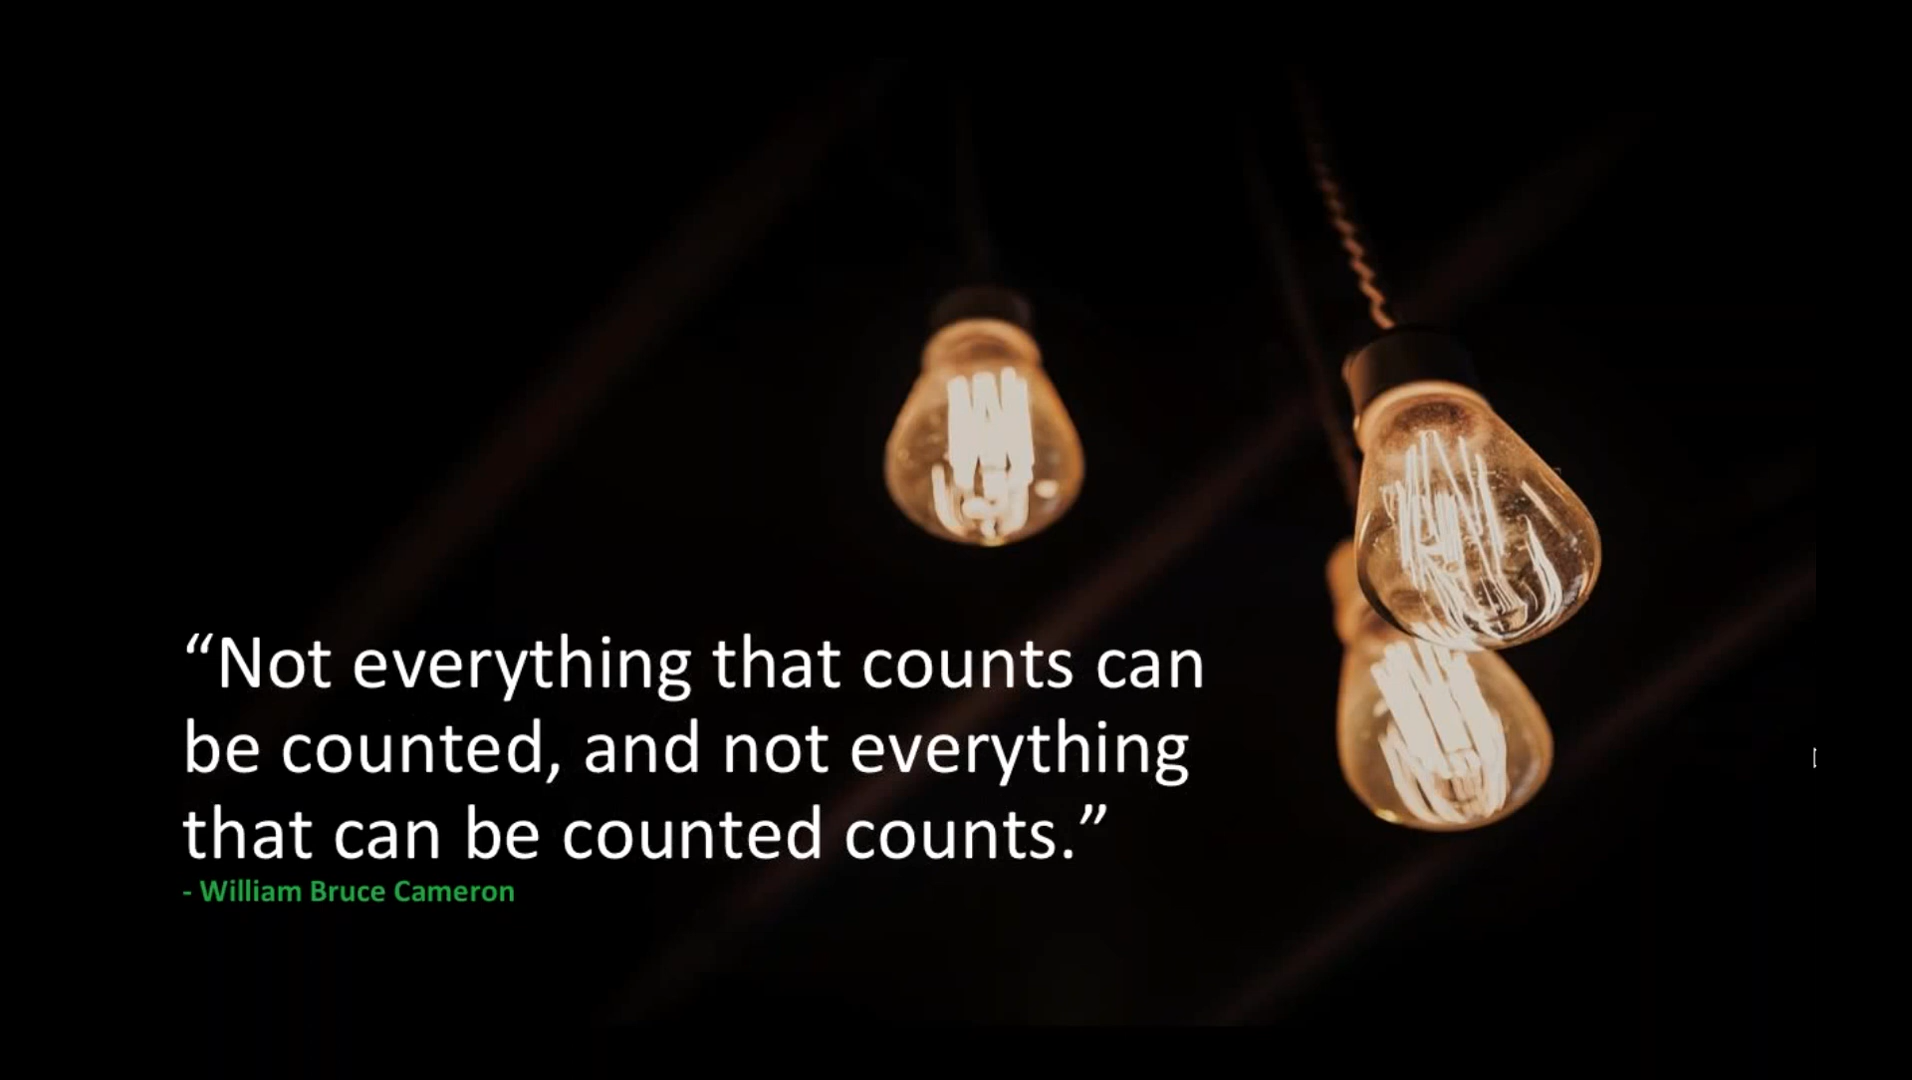 “Not everything that counts can
be counted, and not everything
that can be counted counts.”
- William Bruce Cameron